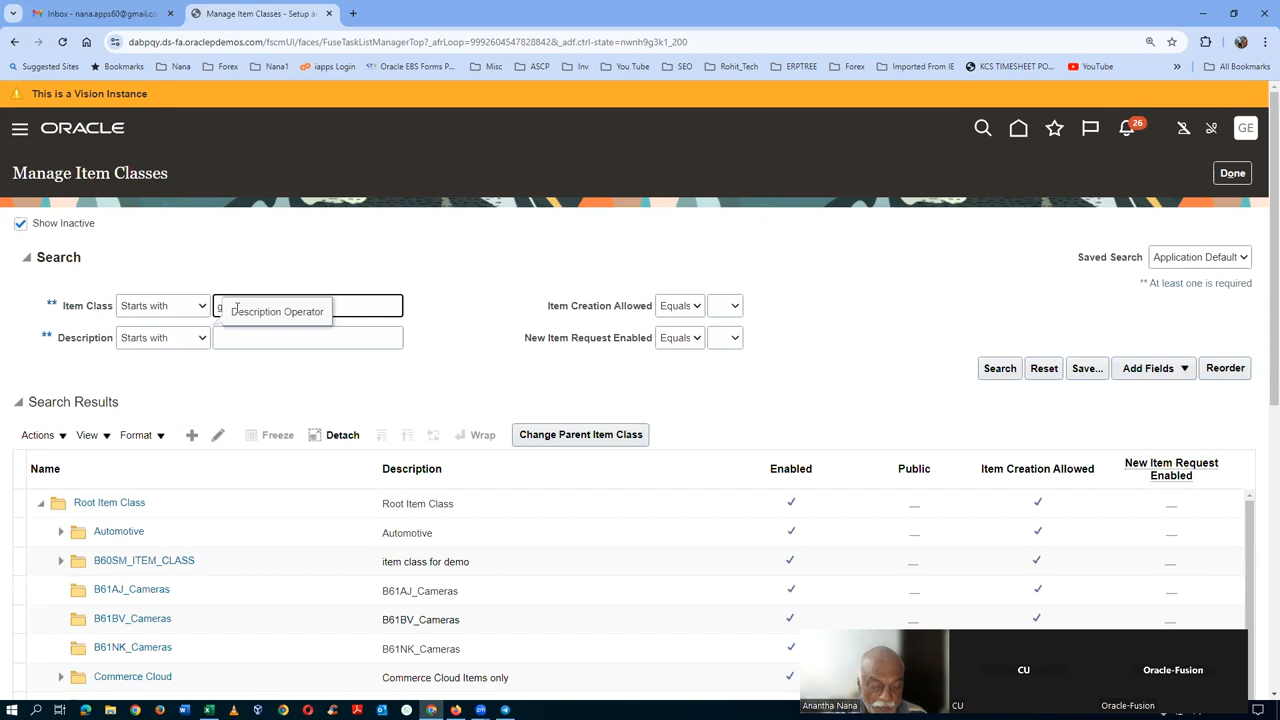 Inbox - nana.apps60@gmail.co
Manage Item Classes - Setup a
dabpqy.ds-fa.oraclepdemos.com/fscmUI/faces/FuseTaskListManagerTop?_afrLoop=99926045478288428&_adf.ctrl-state=nwnh9g3k1_200
Suggested Sites
Bookmarks
Nana
Forex
Nana1
iapps Login
Oracle EBS Forms P...
Misc
ASCP
Inv
You Tube
SEO
Rohit_Tech
ERPTREE
Forex
Imported From IE
KCS TIMESHEET PO...
YouTube
All Bookmarks
This is a Vision Instance
ORACLE
26
GE
Manage Item Classes
Done
Show Inactive
Search
Saved Search Application Default
** At least one is required
** Item Class Starts with g
Description Operator
Item Creation Allowed Equals
** Description Starts with
New Item Request Enabled Equals
Search Reset Save... Add Fields Reorder
Search Results
Actions View Format Freeze Detach Wrap Change Parent Item Class
Name Description Enabled Public Item Creation Allowed New Item Request Enabled
Root Item Class Root Item Class
Automotive Automotive
B60SM_ITEM_CLASS item class for demo
B61AJ_Cameras B61AJ_Cameras
B61BV_Cameras B61BV_Cameras
B61NK_Cameras B61NK_Cameras
Commerce Cloud Commerce Cloud Items only
CU
Oracle-Fusion
Anantha Nana
CU
Oracle-Fusion